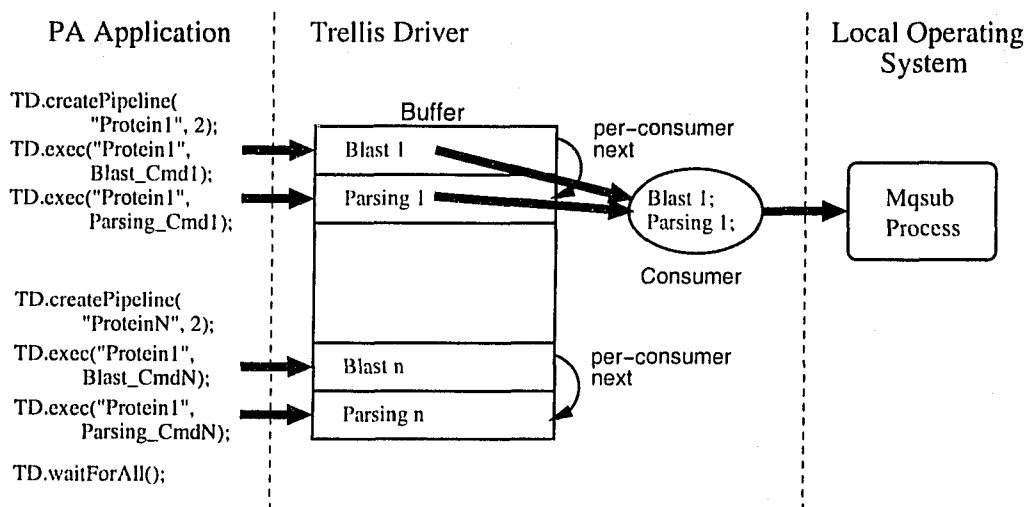 PA Application
Trellis Driver
Local Operating
System
TD.createPipeline(
"Protein1", 2);
TD.exec("Protein1",
Blast_Cmd1);
TD.exec("Protein1",
Parsing_Cmd1);
TD.createPipeline(
"ProteinN", 2);
TD.exec("Protein1",
Blast_CmdN);
TD.exec("Protein1",
Parsing_CmdN);
TD.waitForAll();
Buffer
Blast 1
Parsing 1
Blast n
Parsing n
per-consumer
next
per-consumer
next
Blast 1;
Parsing 1;
Consumer
Mqsub
Process